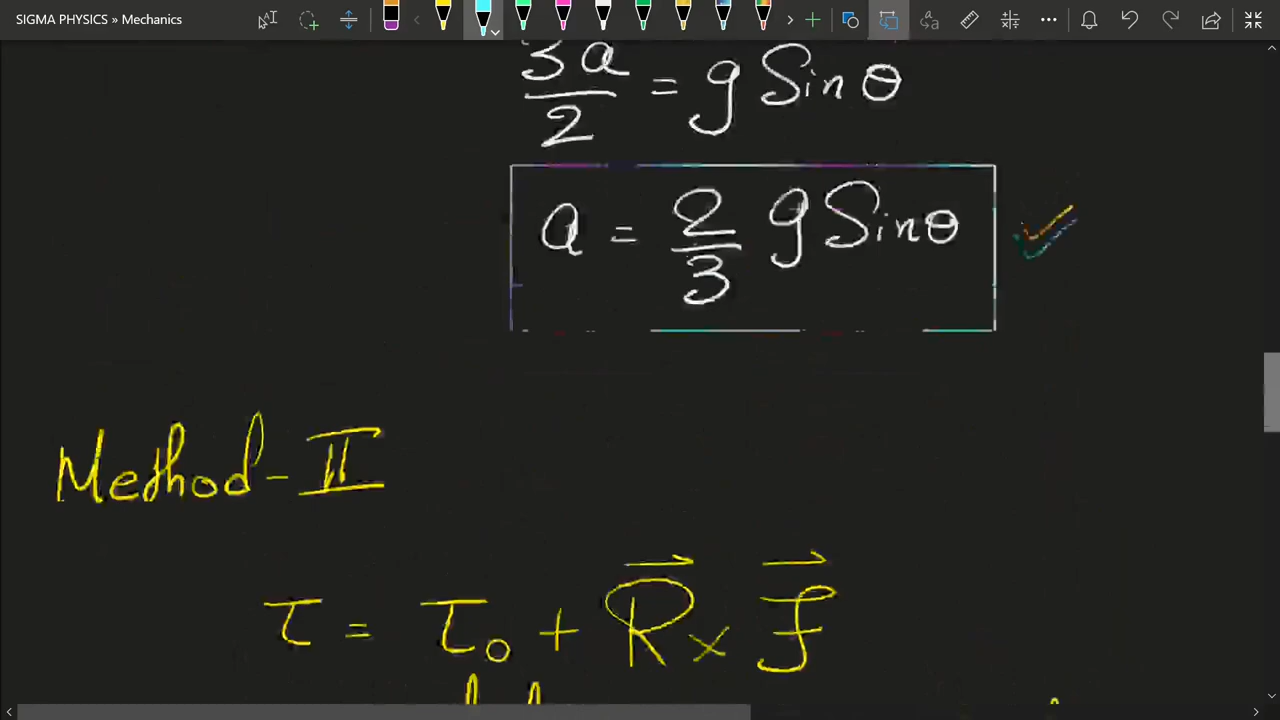 SIGMA PHYSICS » Mechanics
3a/2 = g Sinθ
a = 2/3 g Sinθ
Method-II
τ = τ₀ + R⃗ × f⃗